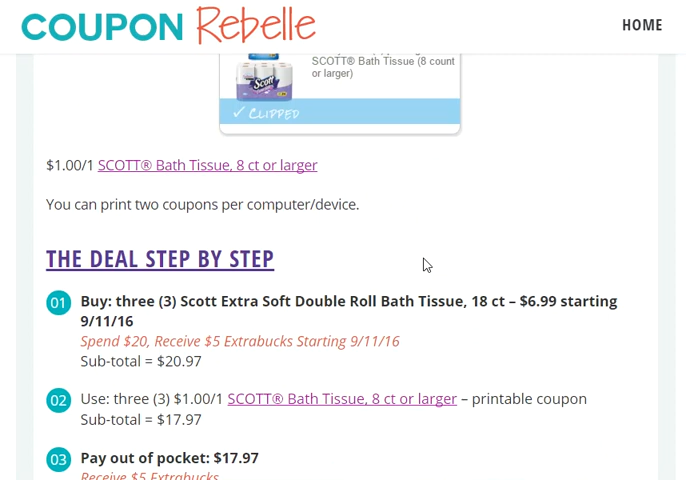 COUPON Rebelle
HOME
SCOTT® Bath Tissue (8 count
or larger)
Scott
✓ CLIPPED
$1.00/1 SCOTT® Bath Tissue, 8 ct or larger
You can print two coupons per computer/device.
THE DEAL STEP BY STEP
01 Buy: three (3) Scott Extra Soft Double Roll Bath Tissue, 18 ct – $6.99 starting
9/11/16
Spend $20, Receive $5 Extrabucks Starting 9/11/16
Sub-total = $20.97
02 Use: three (3) $1.00/1 SCOTT® Bath Tissue, 8 ct or larger – printable coupon
Sub-total = $17.97
03 Pay out of pocket: $17.97
Receive $5 Extrabucks